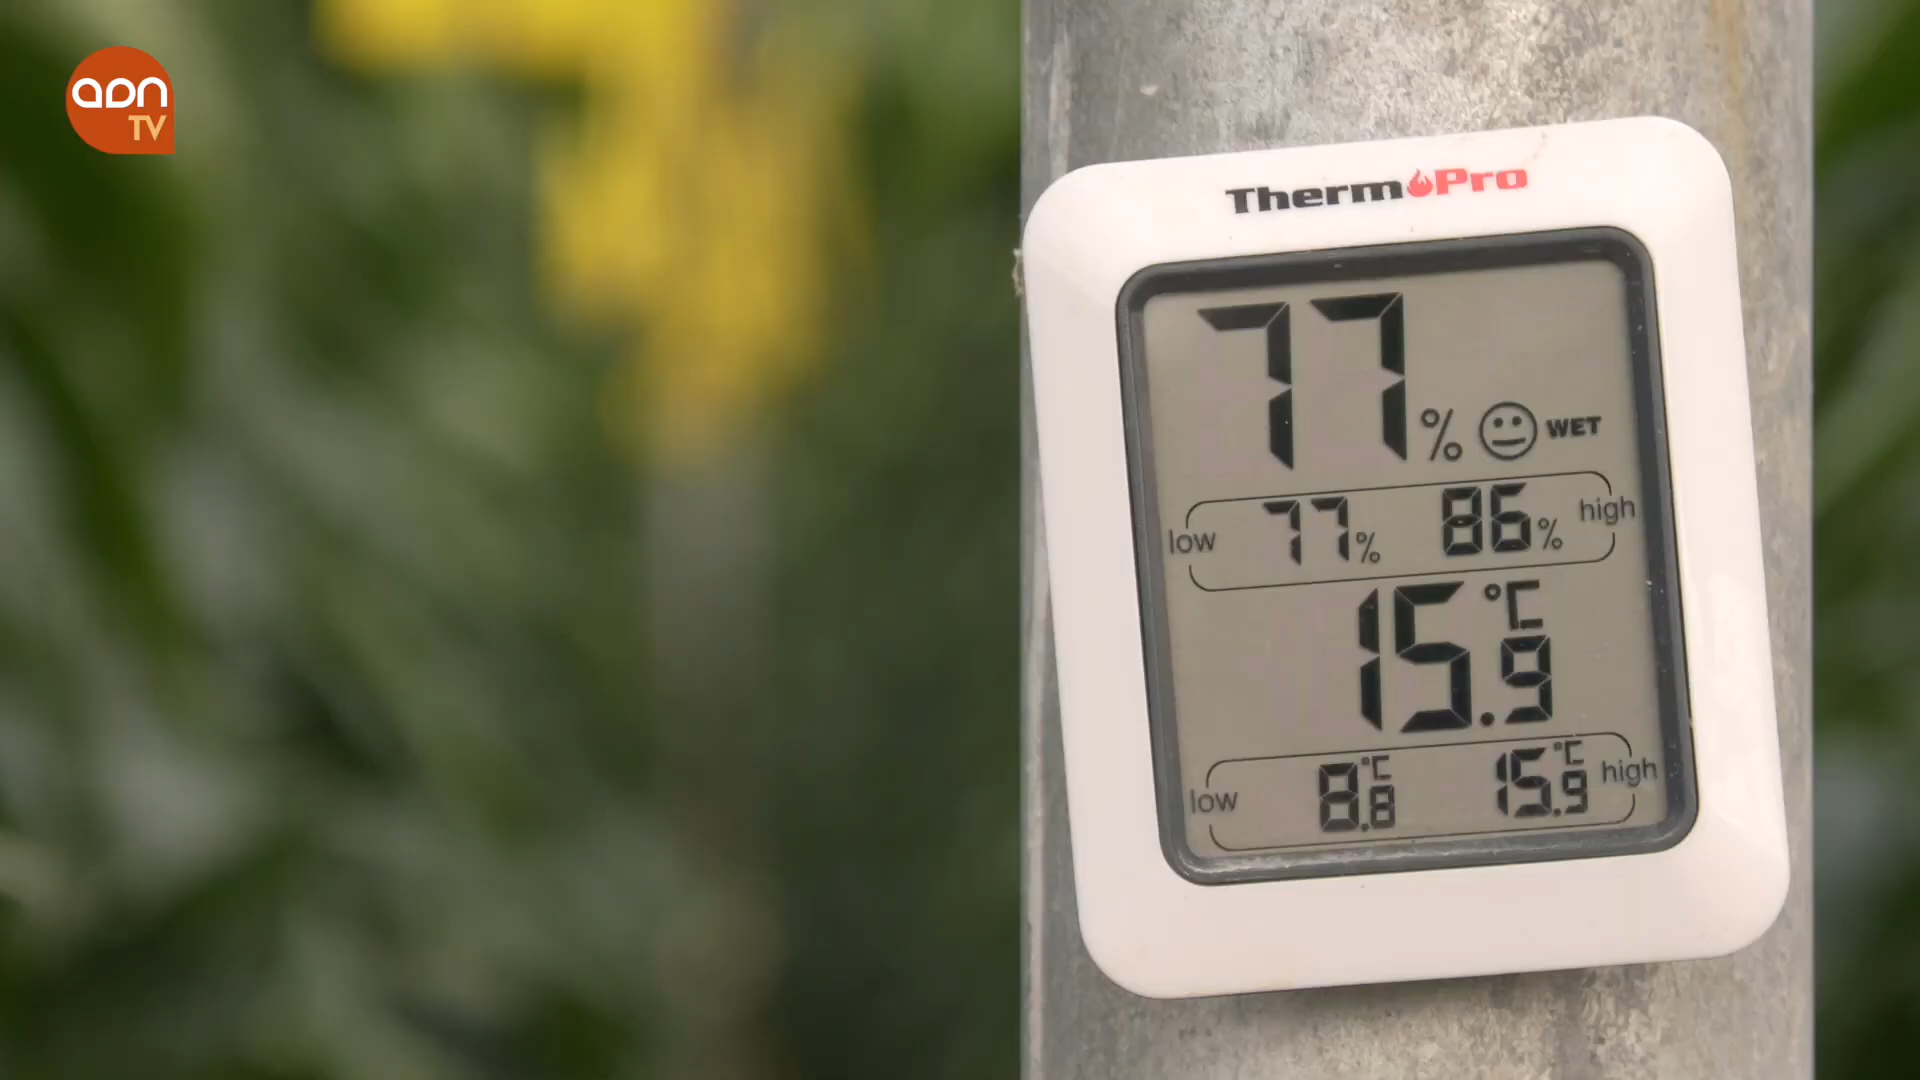 aDN
TV
ThermoPro
77% WET
low 77% 86% high
15.9°C
low 8.8°C 15.9°C high